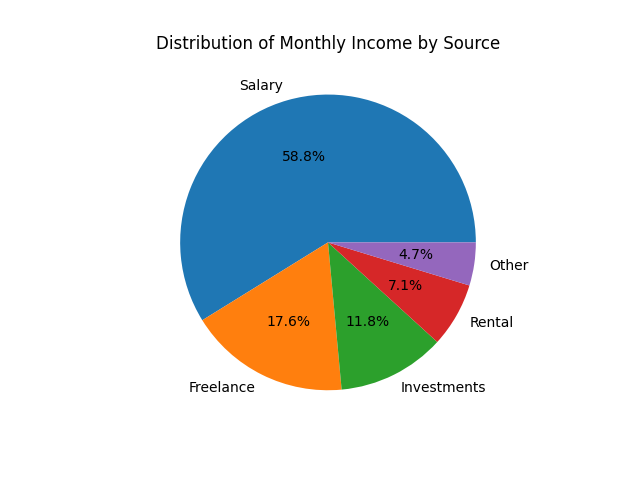 Distribution of Monthly Income by Source
Salary
58.8%
4.7%
Other
7.1%
17.6%
11.8%
Rental
Freelance
Investments